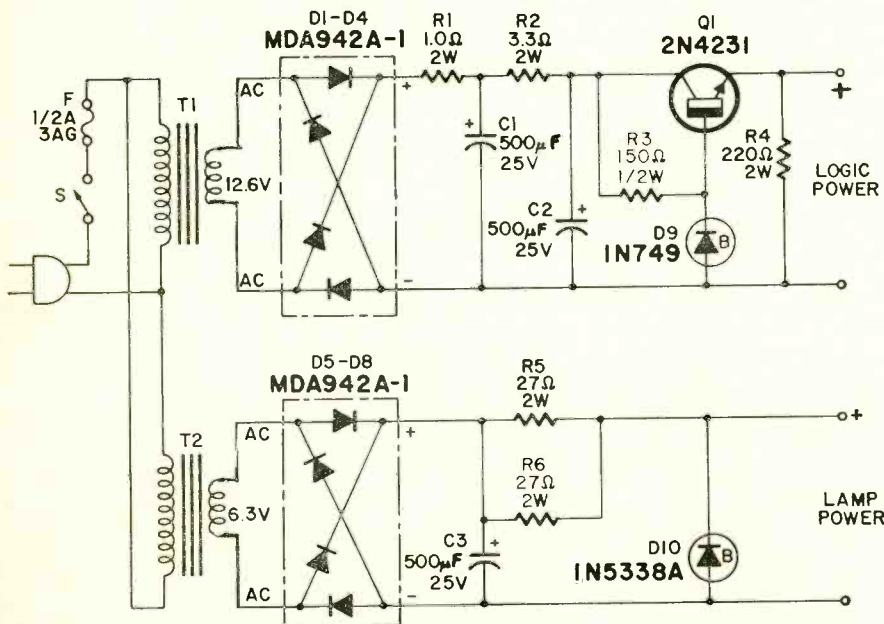 D1-D4
MDA942A-1
R1
1.0Ω
2W
R2
3.3Ω
2W
Q1
2N4231
F
1/2A
3AG
S
T1
AC
12.6V
AC
+
-
+
C1
500μF
25V
+
C2
500μF
25V
R3
150Ω
1/2W
D9
1N749
B
R4
220Ω
2W
+
LOGIC
POWER
-
D5-D8
MDA942A-1
T2
AC
6.3V
AC
+
-
R5
27Ω
2W
R6
27Ω
2W
+
C3
500μF
25V
D10
1N5338A
B
+
LAMP
POWER
-